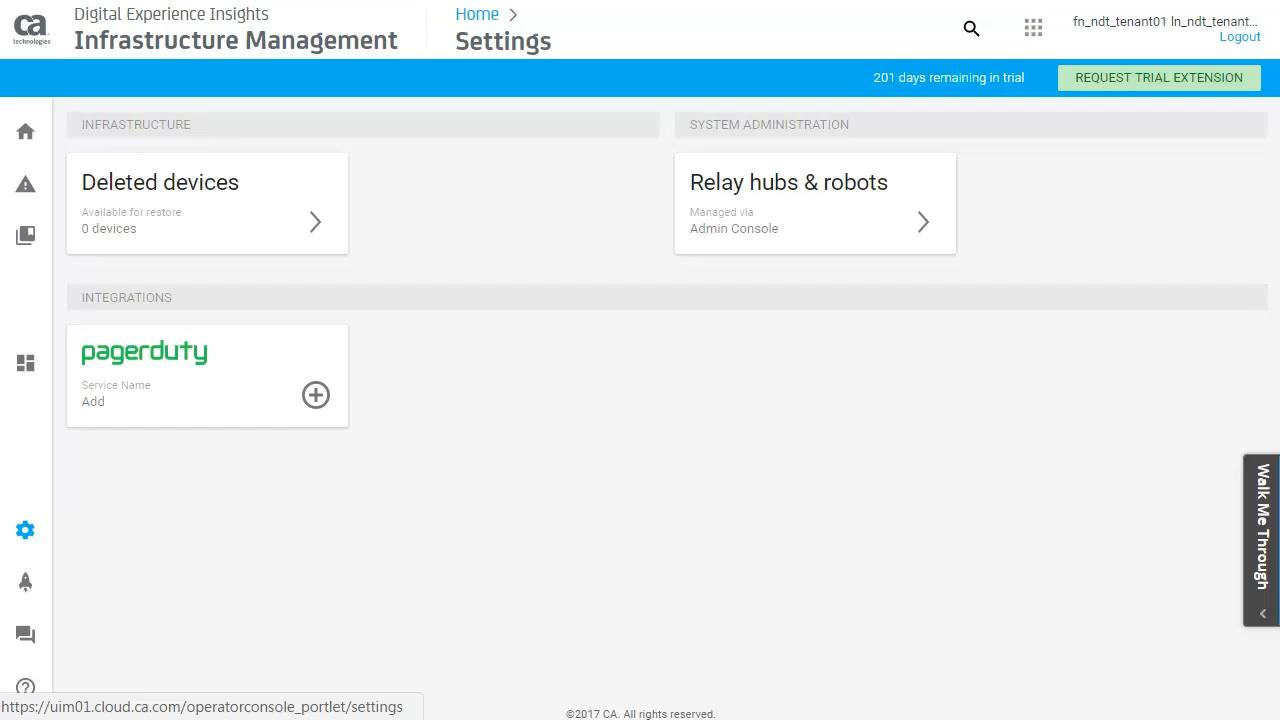 ca
technologies
Digital Experience Insights
Infrastructure Management
Home
Settings
fn_ndt_tenant01 ln_ndt_tenant...
Logout
201 days remaining in trial
REQUEST TRIAL EXTENSION
INFRASTRUCTURE
Deleted devices
Available for restore
0 devices
SYSTEM ADMINISTRATION
Relay hubs & robots
Managed via
Admin Console
INTEGRATIONS
pagerduty
Service Name
Add
Walk Me Through
https://uim01.cloud.ca.com/operatorconsole_portlet/settings
©2017 CA. All rights reserved.